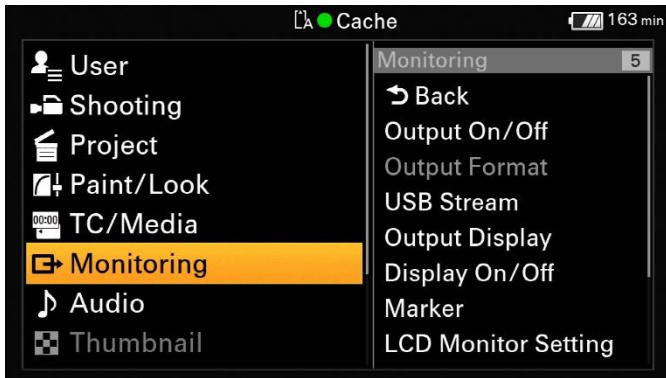 A Cache 163 min
User
Shooting
Project
Paint/Look
00:00 TC/Media
Monitoring
Audio
Thumbnail
Monitoring 5
Back
Output On/Off
Output Format
USB Stream
Output Display
Display On/Off
Marker
LCD Monitor Setting